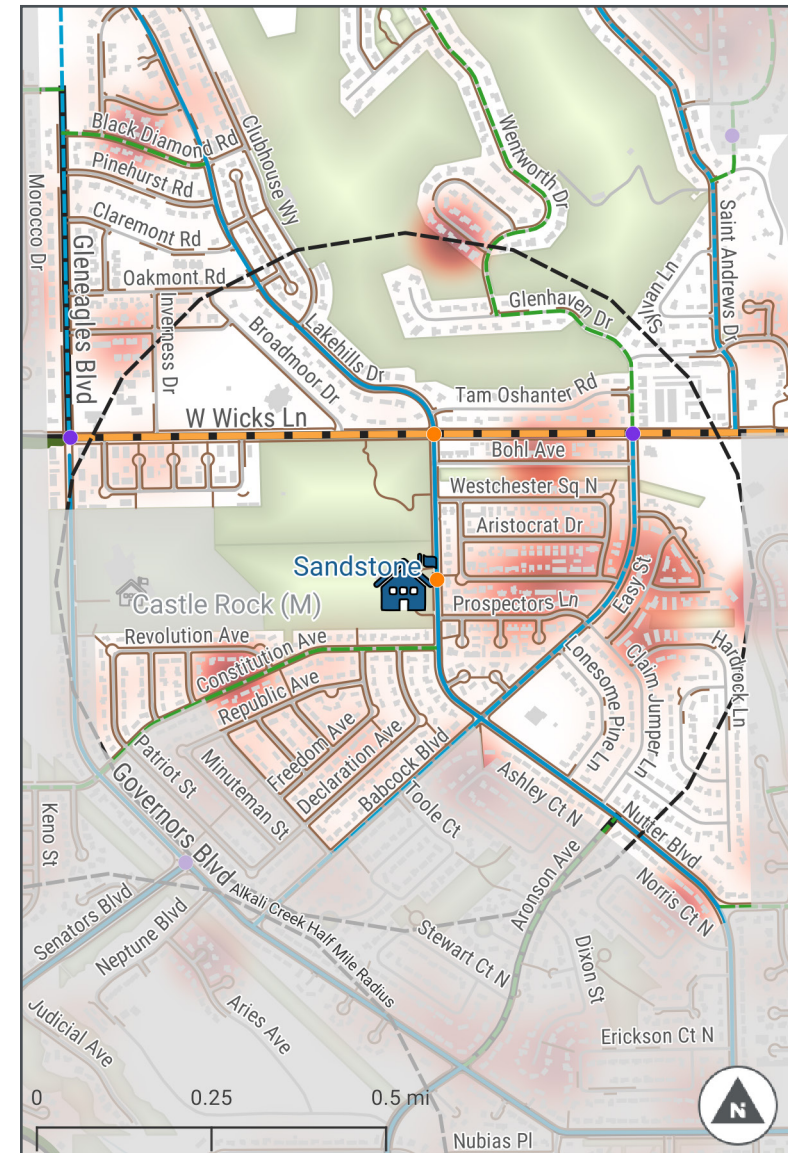 Black Diamond Rd
Clubhouse Wy
Wentworth Dr
Pinehurst Rd
Morocco Dr
Claremont Rd
Saint Andrews Dr
Gleneagles Blvd
Oakmont Rd
Sylvan Ln
Inverness Dr
Glenhaven Dr
Lakehills Dr
Broadmoor Dr
Tam Oshanter Rd
W Wicks Ln
Bohl Ave
Westchester Sq N
Aristocrat Dr
Sandstone
Easy St
Castle Rock (M)
Prospectors Ln
Revolution Ave
Constitution Ave
Hardrock Ln
Republic Ave
Lonesome Pine Ln
Claim Jumper Ln
Freedom Ave
Declaration Ave
Patriot St
Minuteman St
Babcock Blvd
Governors Blvd
Toole Ct
Ashley Ct N
Keno St
Nutter Blvd
Aronson Ave
Norris Ct N
Senators Blvd
Alkali Creek Half Mile Radius
Neptune Blvd
Stewart Ct N
Dixon St
Aries Ave
Judicial Ave
Erickson Ct N
0 0.25 0.5 mi
N
Nubias Pl